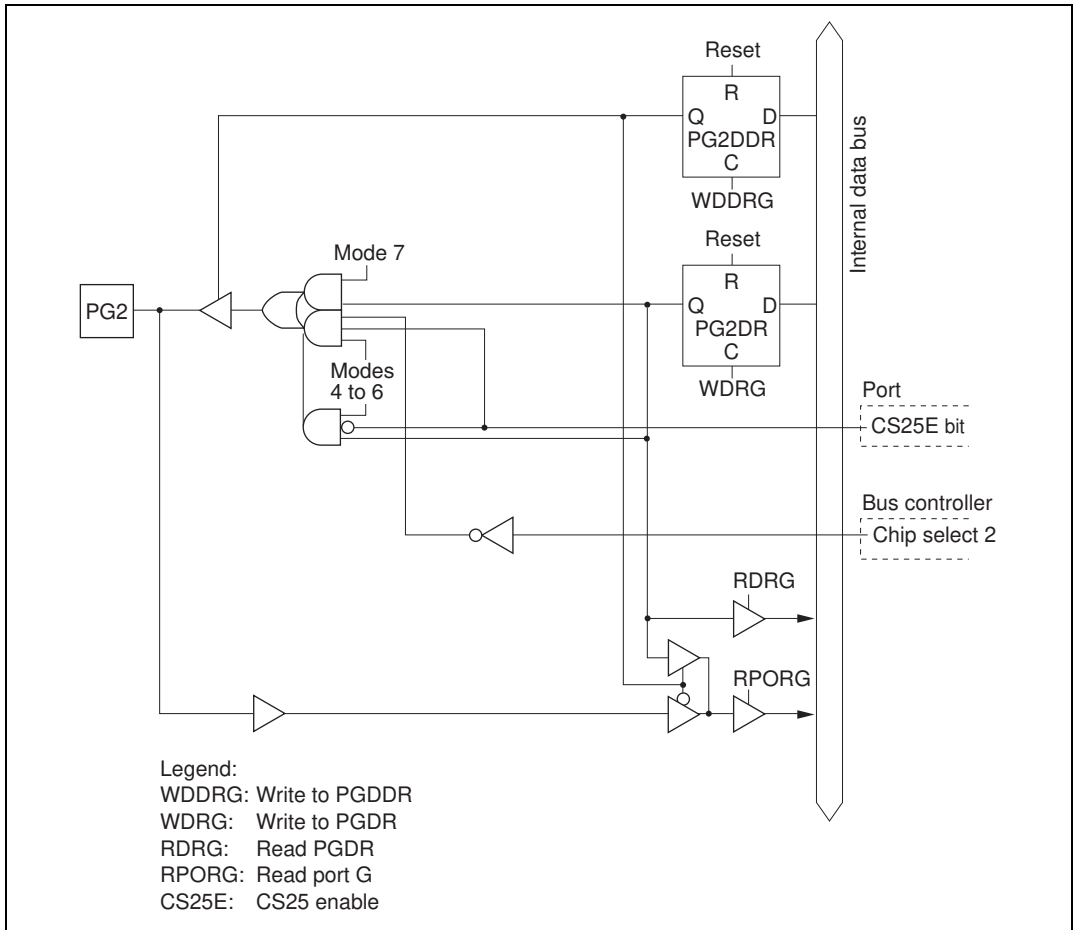 Reset
R
Q D
PG2DDR
C
WDDRG
Internal data bus
Reset
R
Q D
PG2DR
C
WDRG
Mode 7
PG2
Modes
4 to 6
Port
CS25E bit
Bus controller
Chip select 2
RDRG
RPORG
Legend:
WDDRG: Write to PGDDR
WDRG: Write to PGDR
RDRG: Read PGDR
RPORG: Read port G
CS25E: CS25 enable